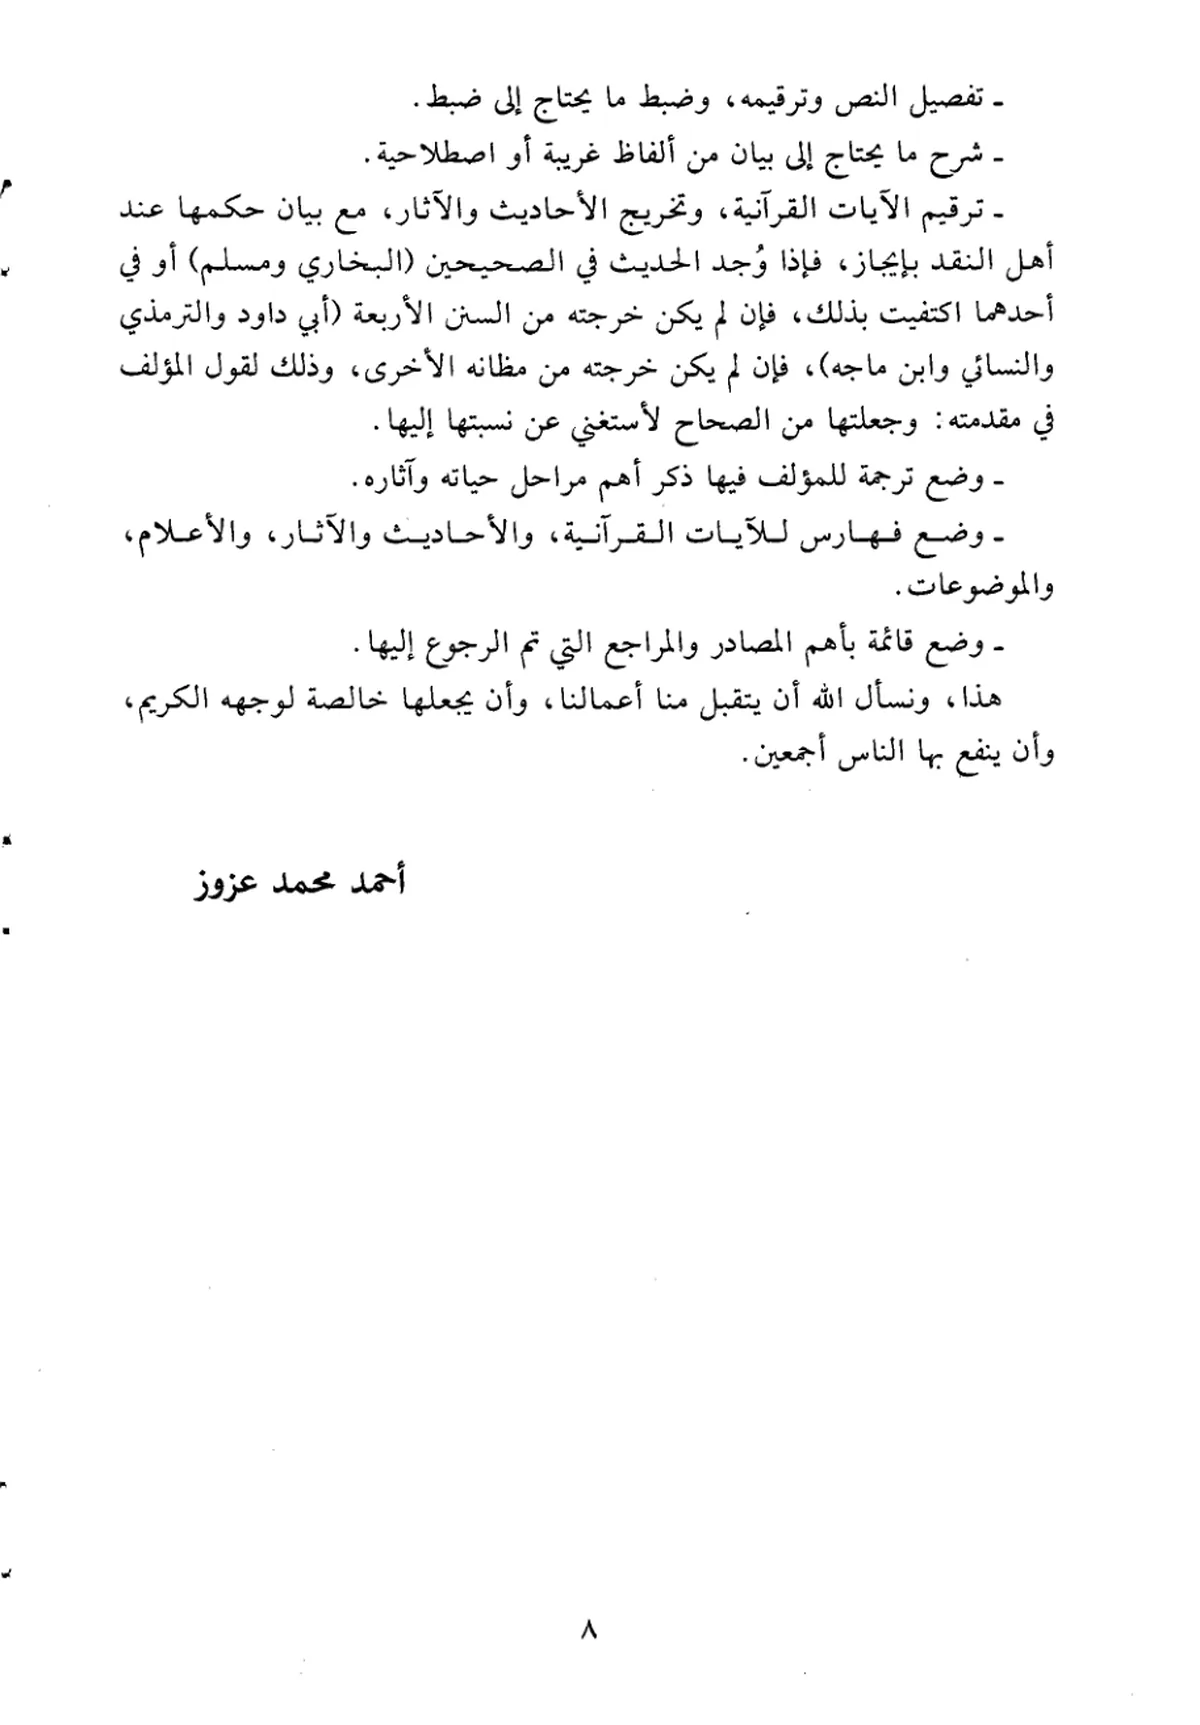 ـ تفصيل النص وترقيمه، وضبط ما يحتاج إلى ضبط.
ـ شرح ما يحتاج إلى بيان من ألفاظ غريبة أو اصطلاحية.
ـ ترقيم الآيات القرآنية، وتخريج الأحاديث والآثار، مع بيان حكمها عند
أهل النقد بإيجاز، فإذا وُجد الحديث في الصحيحين (البخاري ومسلم) أو في
أحدهما اكتفيت بذلك، فإن لم يكن خرجته من السنن الأربعة (أبي داود والترمذي
والنسائي وابن ماجه)، فإن لم يكن خرجته من مظانه الأخرى، وذلك لقول المؤلف
في مقدمته: وجعلتها من الصحاح لأستغني عن نسبتها إليها.
ـ وضع ترجمة للمؤلف فيها ذكر أهم مراحل حياته وآثاره.
ـ وضع فهارس للآيات القرآنية، والأحاديث والآثار، والأعلام،
والموضوعات.
ـ وضع قائمة بأهم المصادر والمراجع التي تم الرجوع إليها.
هذا، ونسأل الله أن يتقبل منا أعمالنا، وأن يجعلها خالصة لوجهه الكريم،
وأن ينفع بها الناس أجمعين.
أحمد محمد عزوز
٨